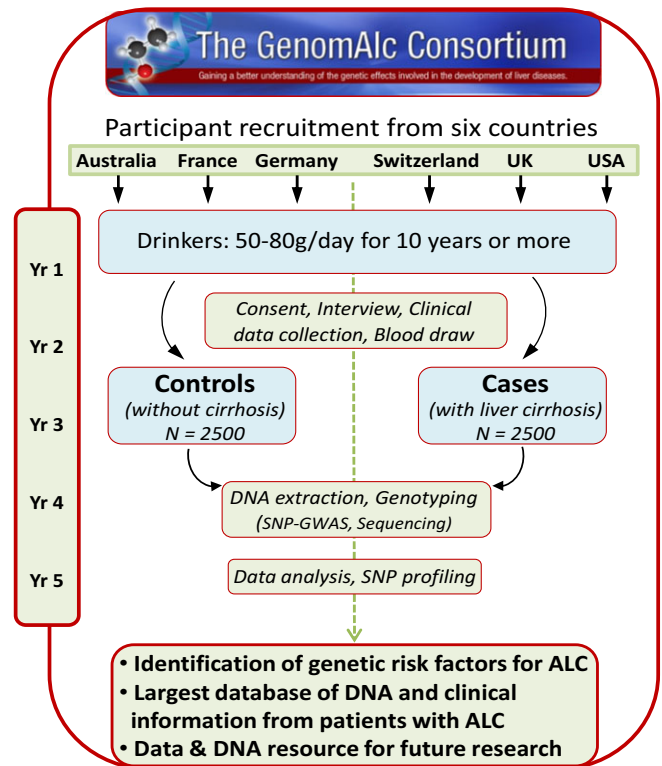 The GenomAlc Consortium
Gaining a better understanding of the genetic effects involved in the development of liver diseases.
Participant recruitment from six countries
Australia France Germany Switzerland UK USA
Drinkers: 50-80g/day for 10 years or more
Yr 1
Consent, Interview, Clinical
data collection, Blood draw
Yr 2
Controls
(without cirrhosis)
N = 2500
Cases
(with liver cirrhosis)
N = 2500
Yr 3
DNA extraction, Genotyping
(SNP-GWAS, Sequencing)
Yr 4
Data analysis, SNP profiling
Yr 5
• Identification of genetic risk factors for ALC
• Largest database of DNA and clinical
information from patients with ALC
• Data & DNA resource for future research